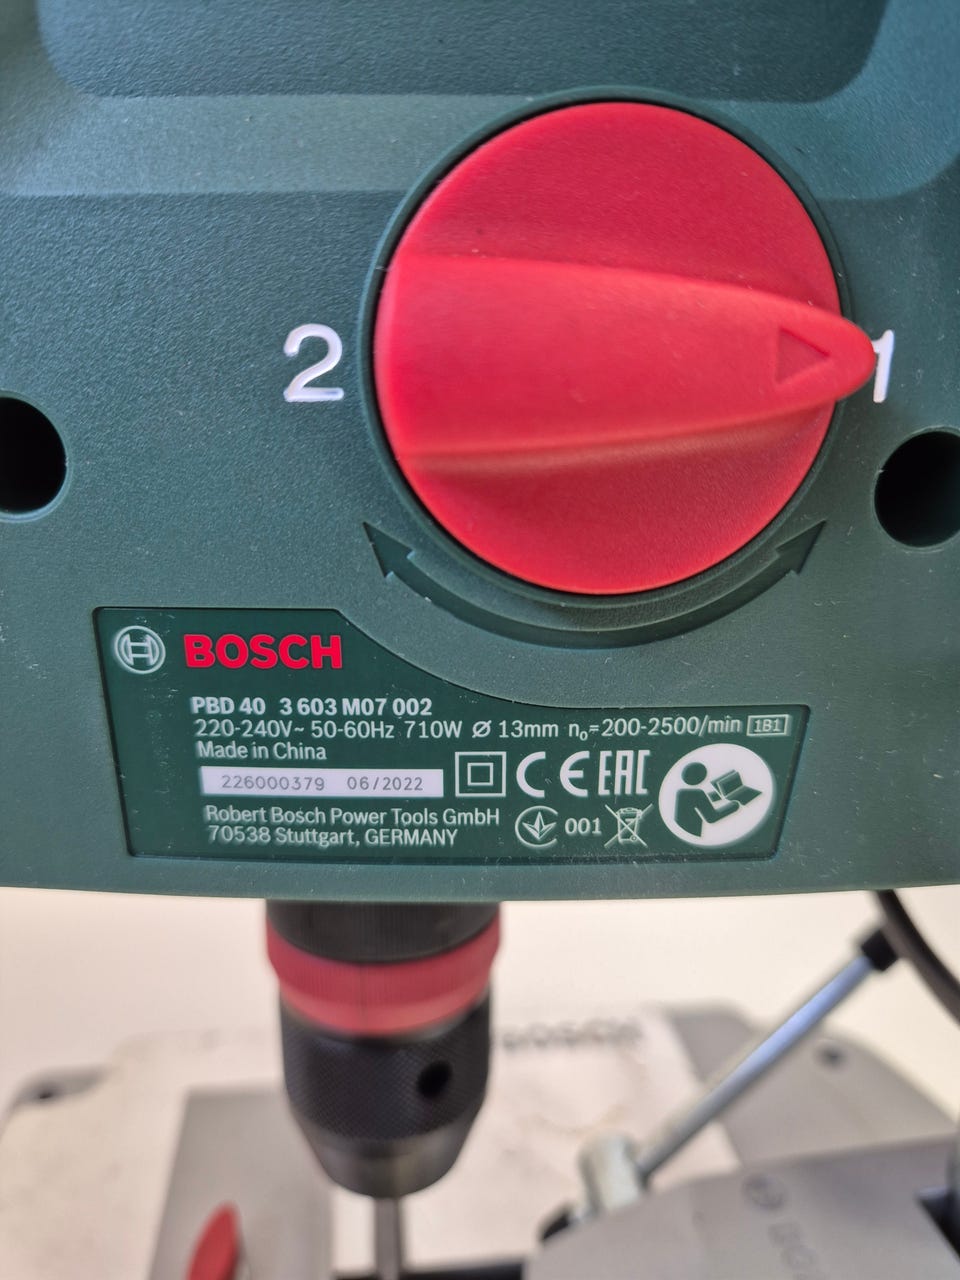 2
1
BOSCH
PBD 40 3 603 M07 002
220-240V~ 50-60Hz 710W Ø 13mm n₀=200-2500/min 1B1
Made in China
226000379 06/2022
CE EAC
Robert Bosch Power Tools GmbH
001
70538 Stuttgart, GERMANY
BOSCH